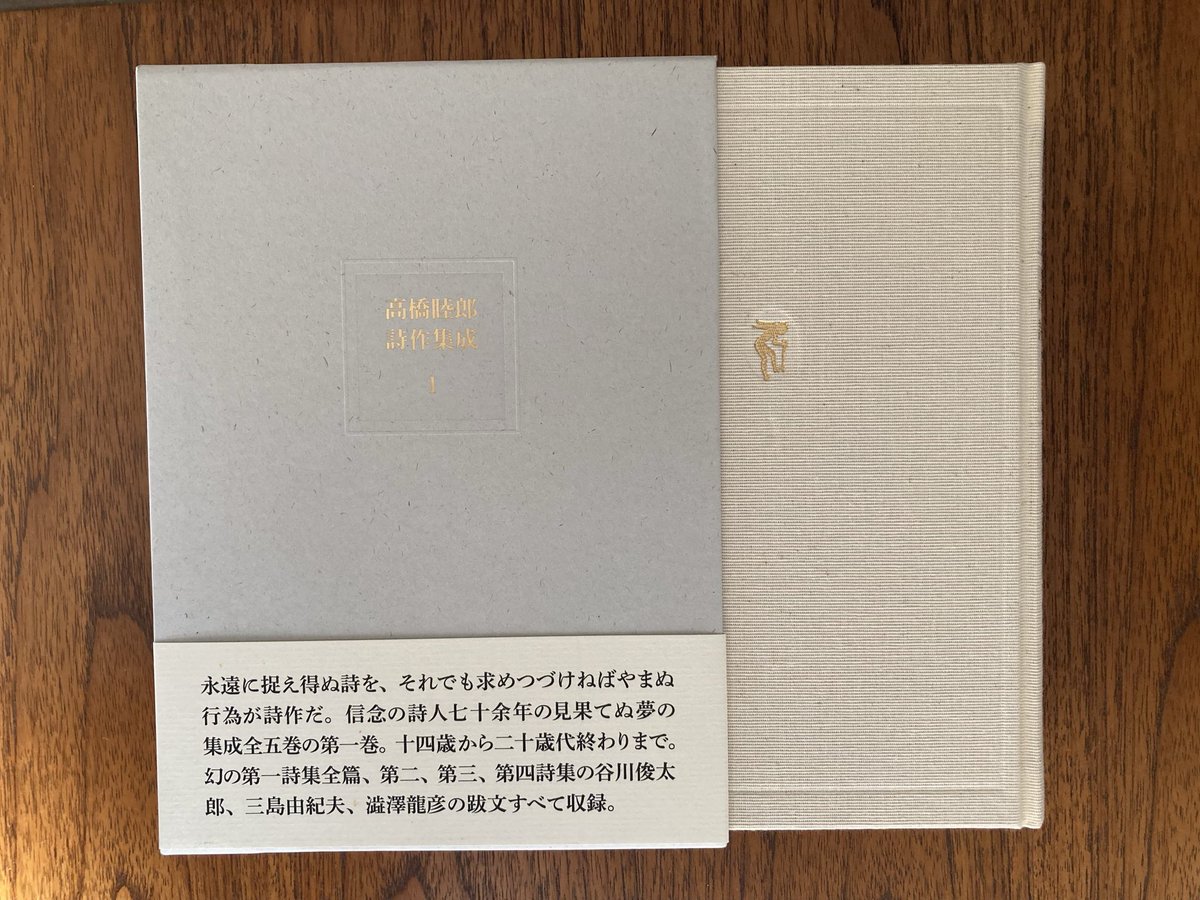 高橋睦郎
詩作集成
1
永遠に捉え得ぬ詩を、それでも求めつづけねばやまぬ
行為が詩作だ。信念の詩人七十余年の見果てぬ夢の
集成全五巻の第一巻。十四歳から二十歳代終わりまで。
幻の第一詩集全篇、第二、第三、第四詩集の谷川俊太
郎、三島由紀夫、澁澤龍彦の跋文すべて収録。